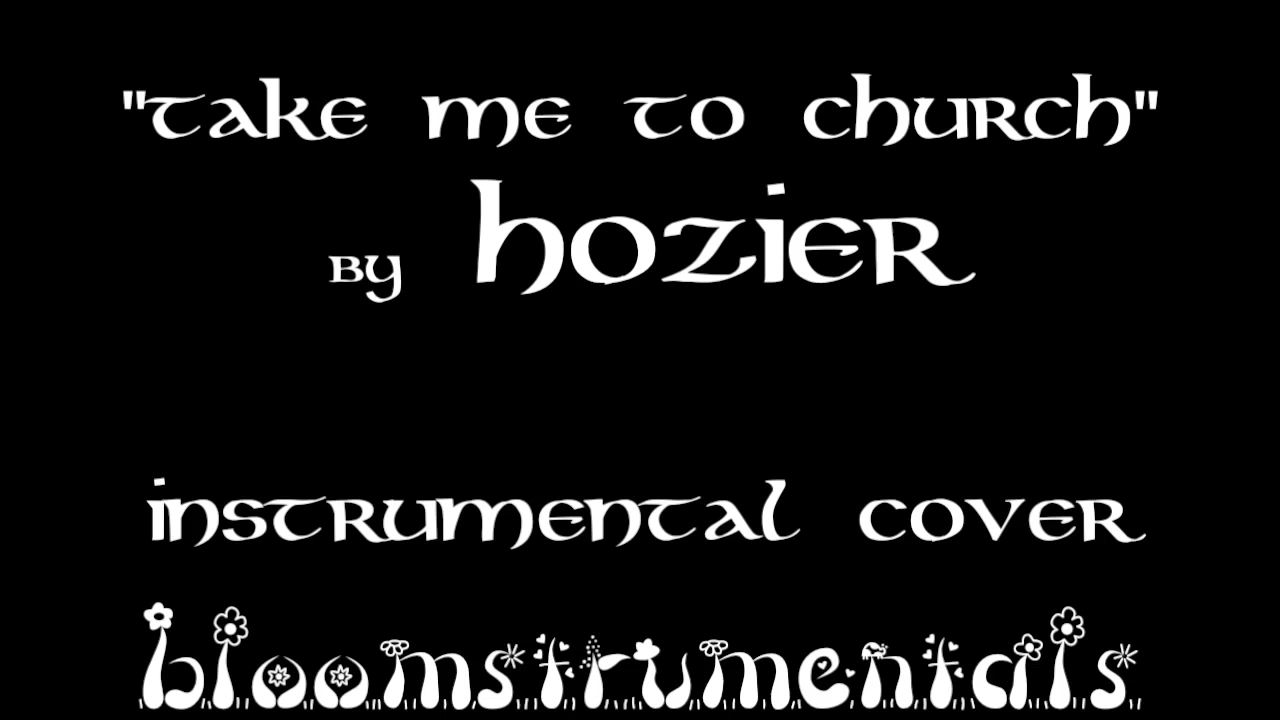 "Take me to Church"
by Hozier
instrumental cover
bloomstrumentals